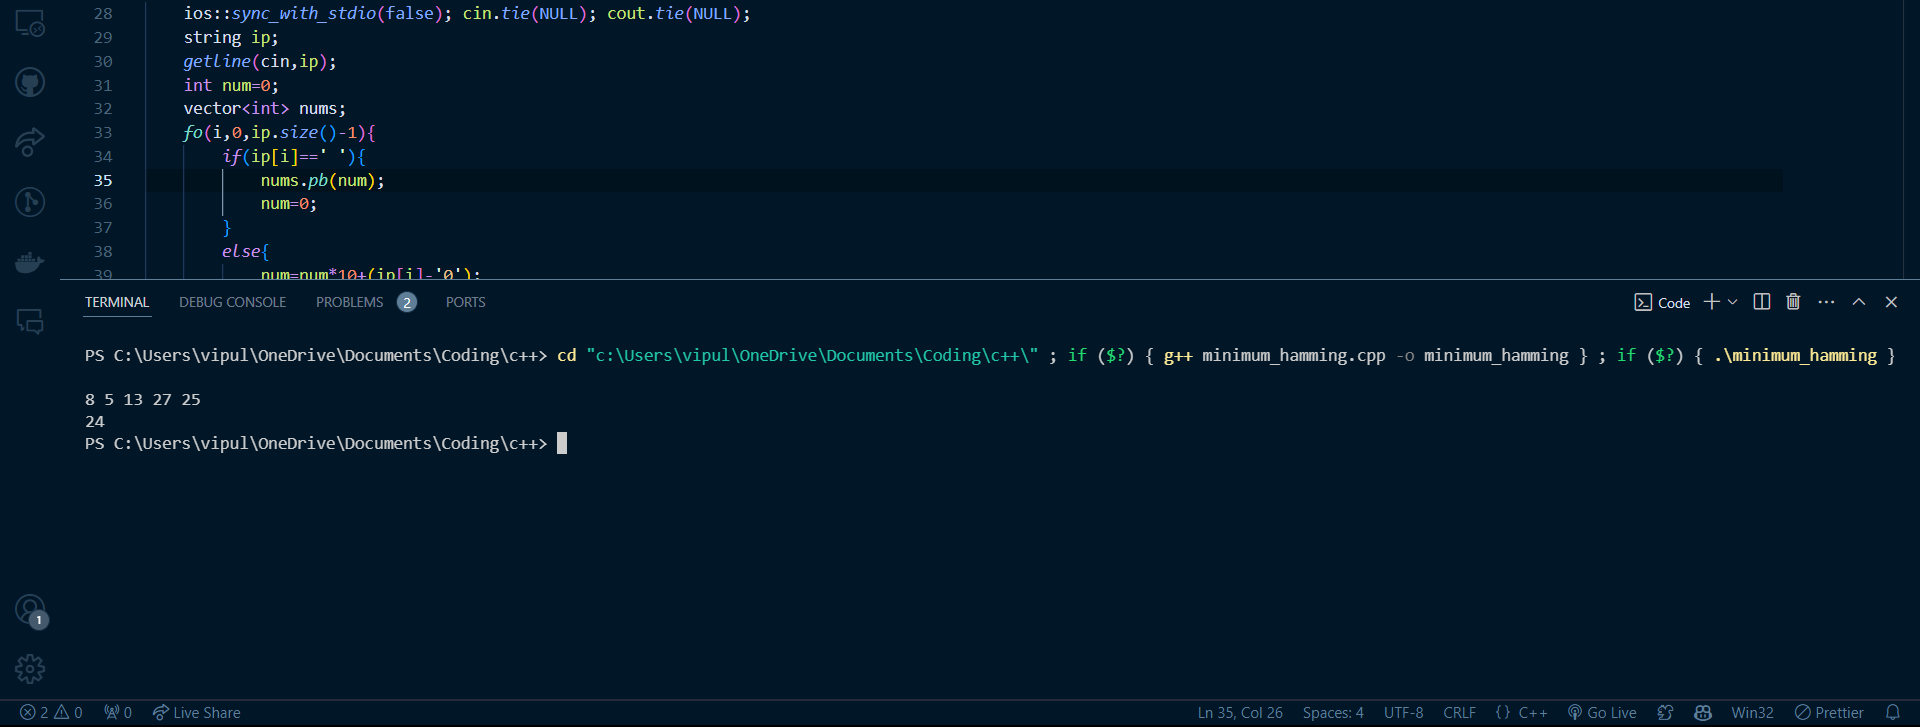 28 ios::sync_with_stdio(false); cin.tie(NULL); cout.tie(NULL);
29 string ip;
30 getline(cin,ip);
31 int num=0;
32 vector<int> nums;
33 fo(i,0,ip.size()-1){
34 if(ip[i]==' '){
35 nums.pb(num);
36 num=0;
37 }
38 else{
39 num=num*10+(ip[i]-'0');
TERMINAL DEBUG CONSOLE PROBLEMS 2 PORTS Code
PS C:\Users\vipul\OneDrive\Documents\Coding\c++> cd "c:\Users\vipul\OneDrive\Documents\Coding\c++\" ; if ($?) { g++ minimum_hamming.cpp -o minimum_hamming } ; if ($?) { .\minimum_hamming }
8 5 13 27 25
24
PS C:\Users\vipul\OneDrive\Documents\Coding\c++>
1
2 0 0 Live Share Ln 35, Col 26 Spaces: 4 UTF-8 CRLF {} C++ Go Live Win32 Prettier